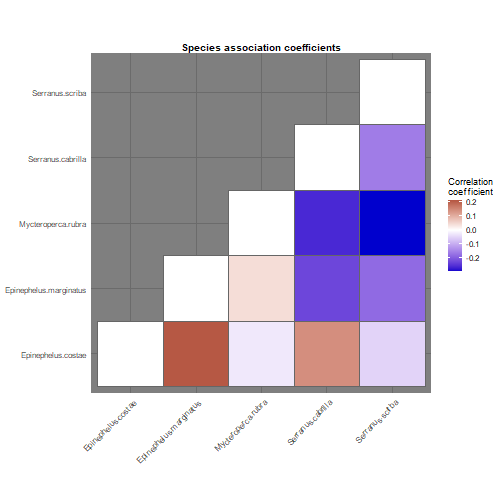 Species association coefficients
Serranus.scriba
Serranus.cabrilla
Mycteroperca.rubra
Epinephelus.marginatus
Epinephelus.costae
Epinephelus.costae
Epinephelus.marginatus
Mycteroperca.rubra
Serranus.cabrilla
Serranus.scriba
Correlation
coefficient
0.2
0.1
0.0
-0.1
-0.2